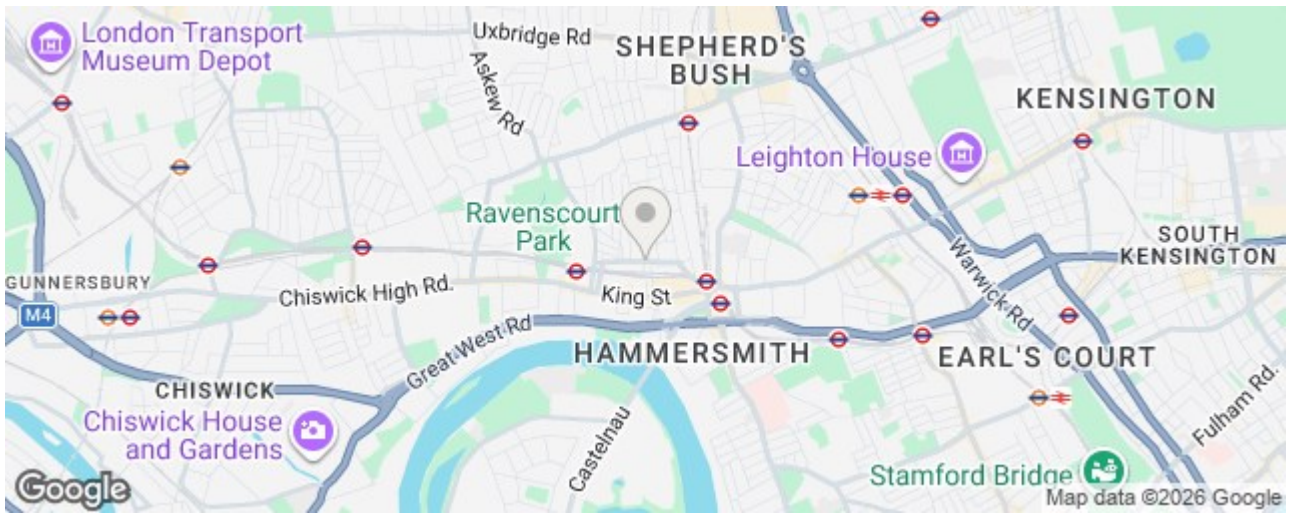 London Transport
Museum Depot
Uxbridge Rd
Askew Rd
SHEPHERD'S
BUSH
KENSINGTON
Leighton House
Ravenscourt
Park
SOUTH
KENSINGTON
GUNNERSBURY
Chiswick High Rd.
King St
Warwick Rd
M4
Great West Rd
HAMMERSMITH
EARL'S COURT
CHISWICK
Chiswick House
and Gardens
Castelnau
Fulham Rd.
Stamford Bridge
Google
Map data ©2026 Google